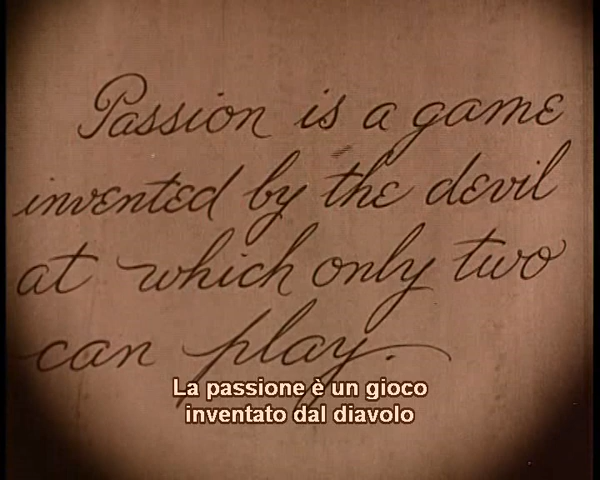 Passion is a game
invented by the devil
at which only two
can play.
La passione è un gioco
inventato dal diavolo